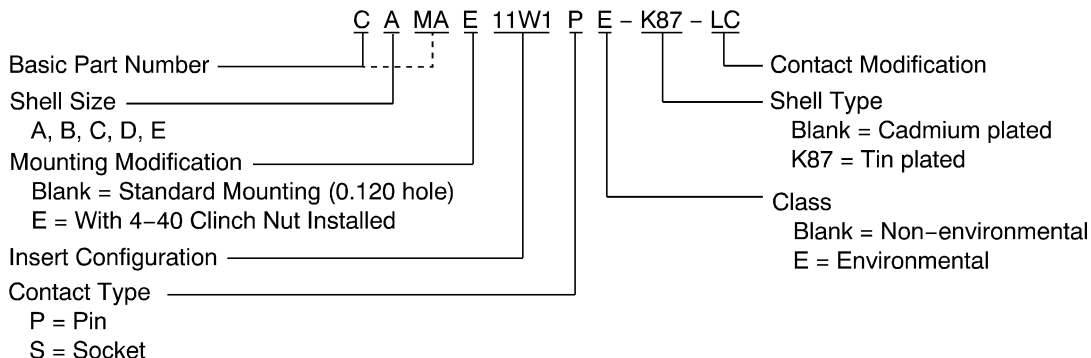 C A MA E 11W1 P E – K87 – LC
Basic Part Number
Shell Size
A, B, C, D, E
Mounting Modification
Blank = Standard Mounting (0.120 hole)
E = With 4–40 Clinch Nut Installed
Insert Configuration
Contact Type
P = Pin
S = Socket
Contact Modification
Shell Type
Blank = Cadmium plated
K87 = Tin plated
Class
Blank = Non–environmental
E = Environmental